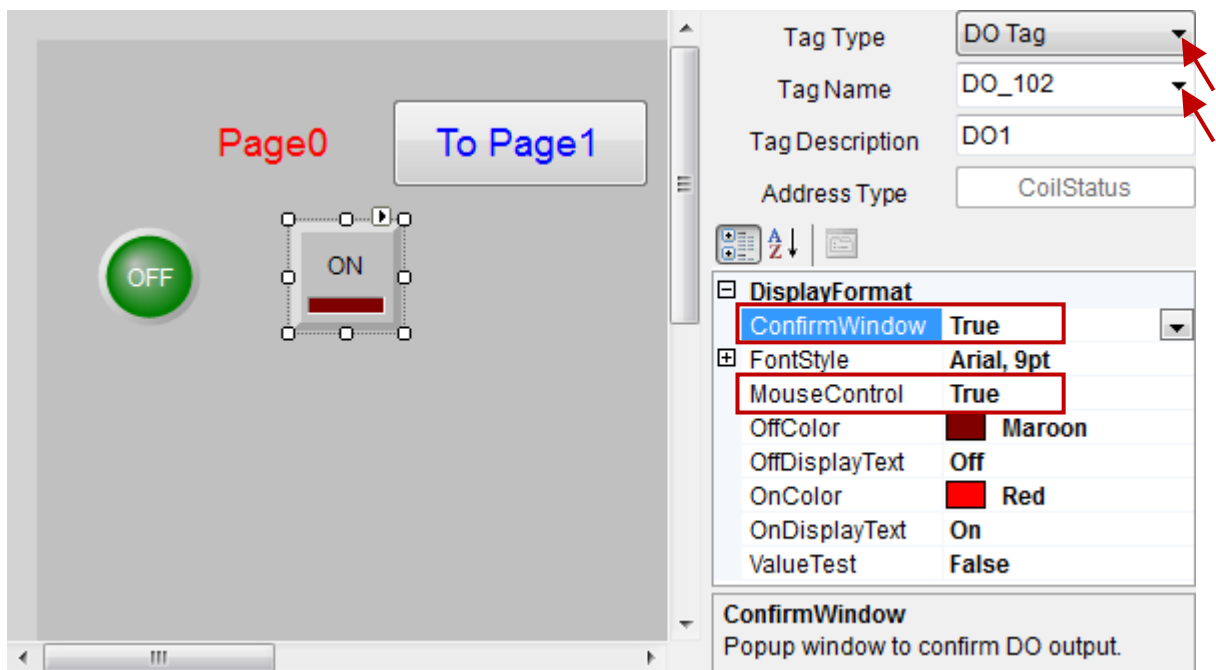 Page0
To Page1
OFF
ON
Tag Type
DO Tag
Tag Name
DO_102
Tag Description
DO1
Address Type
CoilStatus
A
Z
DisplayFormat
ConfirmWindow True
FontStyle Arial, 9pt
MouseControl True
OffColor Maroon
OffDisplayText Off
OnColor Red
OnDisplayText On
ValueTest False
ConfirmWindow
Popup window to confirm DO output.